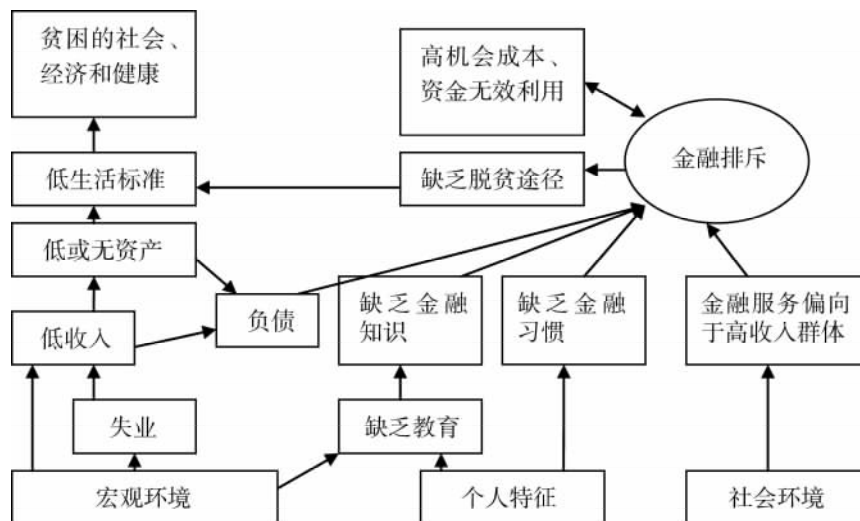 贫困的社会、
经济和健康
高机会成本、
资金无效利用
金融排斥
低生活标准
缺乏脱贫途径
低或无资产
负债
缺乏金融
知识
缺乏金融
习惯
金融服务偏向
于高收入群体
低收入
失业
缺乏教育
宏观环境
个人特征
社会环境